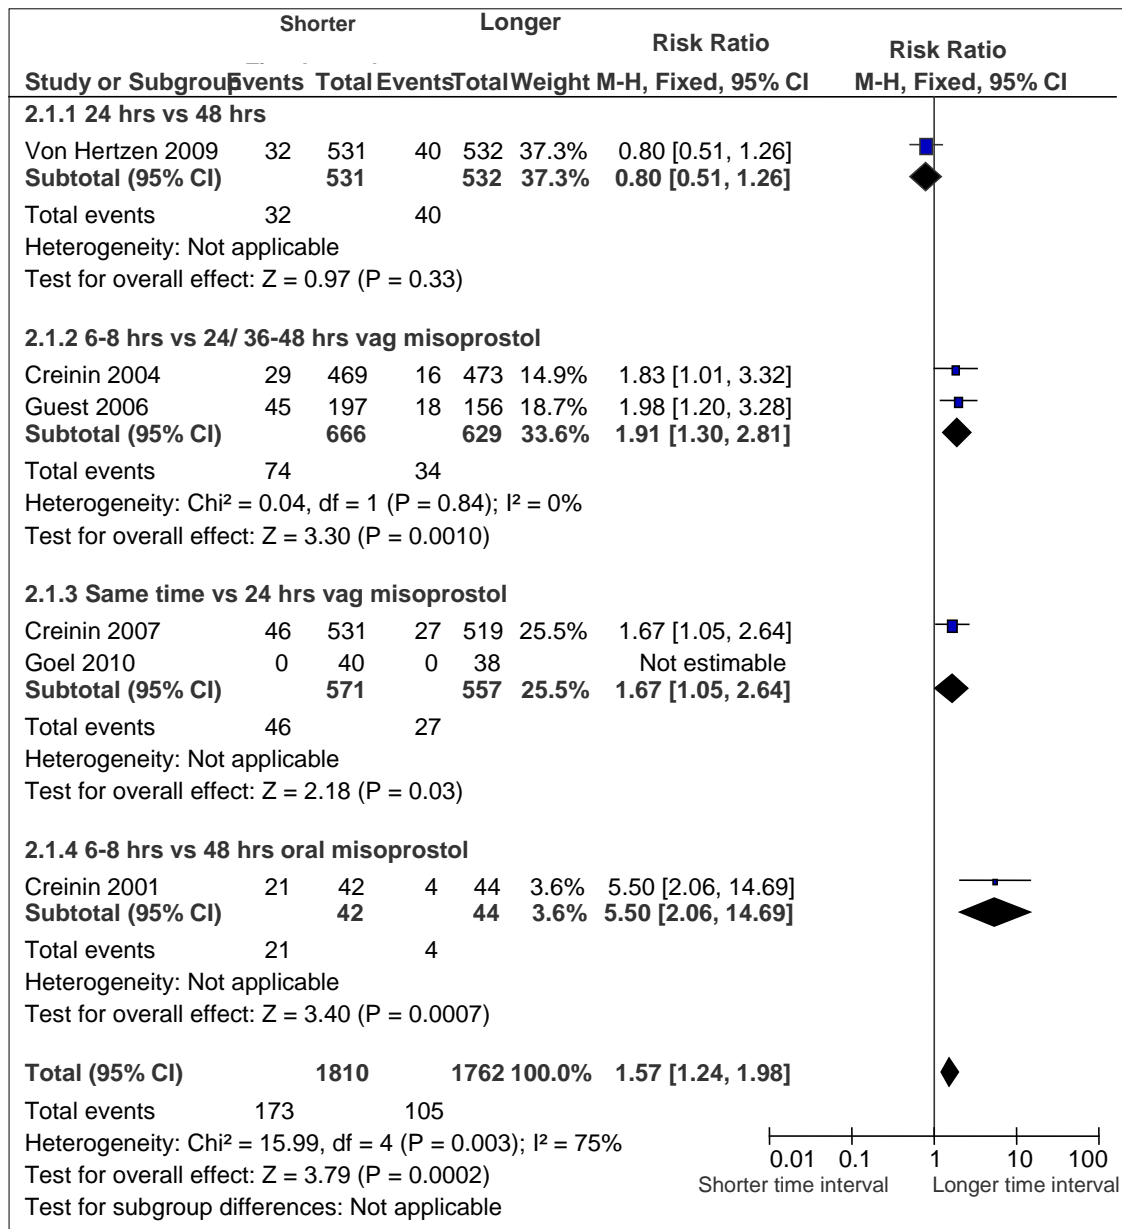 Shorter Longer
Risk Ratio Risk Ratio
Study or Subgroup Events Total Events Total Weight M-H, Fixed, 95% CI M-H, Fixed, 95% CI
2.1.1 24 hrs vs 48 hrs
Von Hertzen 2009 32 531 40 532 37.3% 0.80 [0.51, 1.26]
Subtotal (95% CI) 531 532 37.3% 0.80 [0.51, 1.26]
Total events 32 40
Heterogeneity: Not applicable
Test for overall effect: Z = 0.97 (P = 0.33)
2.1.2 6-8 hrs vs 24/ 36-48 hrs vag misoprostol
Creinin 2004 29 469 16 473 14.9% 1.83 [1.01, 3.32]
Guest 2006 45 197 18 156 18.7% 1.98 [1.20, 3.28]
Subtotal (95% CI) 666 629 33.6% 1.91 [1.30, 2.81]
Total events 74 34
Heterogeneity: Chi² = 0.04, df = 1 (P = 0.84); I² = 0%
Test for overall effect: Z = 3.30 (P = 0.0010)
2.1.3 Same time vs 24 hrs vag misoprostol
Creinin 2007 46 531 27 519 25.5% 1.67 [1.05, 2.64]
Goel 2010 0 40 0 38 Not estimable
Subtotal (95% CI) 571 557 25.5% 1.67 [1.05, 2.64]
Total events 46 27
Heterogeneity: Not applicable
Test for overall effect: Z = 2.18 (P = 0.03)
2.1.4 6-8 hrs vs 48 hrs oral misoprostol
Creinin 2001 21 42 4 44 3.6% 5.50 [2.06, 14.69]
Subtotal (95% CI) 42 44 3.6% 5.50 [2.06, 14.69]
Total events 21 4
Heterogeneity: Not applicable
Test for overall effect: Z = 3.40 (P = 0.0007)
Total (95% CI) 1810 1762 100.0% 1.57 [1.24, 1.98]
Total events 173 105
Heterogeneity: Chi² = 15.99, df = 4 (P = 0.003); I² = 75%
Test for overall effect: Z = 3.79 (P = 0.0002)
Test for subgroup differences: Not applicable
0.01 0.1 1 10 100
Shorter time interval Longer time interval